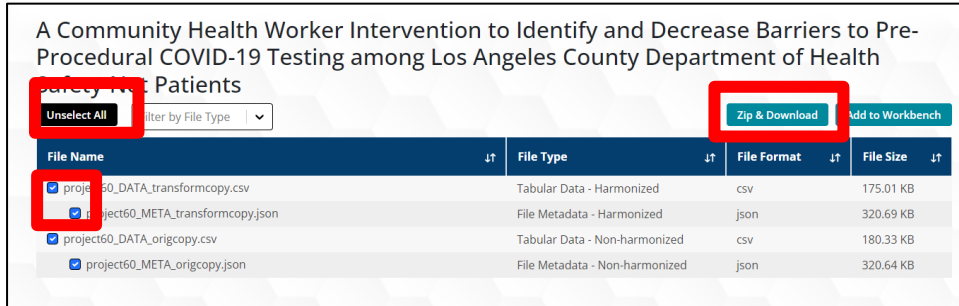 A Community Health Worker Intervention to Identify and Decrease Barriers to Pre-
Procedural COVID-19 Testing among Los Angeles County Department of Health
Patients
Unselect All by File Type Zip & Download Add to Workbench
File Name File Type File Format File Size
project60_DATA_transformcopy.csv Tabular Data - Harmonized csv 175.01 KB
project60_META_transformcopy.json File Metadata - Harmonized json 320.69 KB
project60_DATA_origcopy.csv Tabular Data - Non-harmonized csv 180.33 KB
project60_META_origcopy.json File Metadata - Non-harmonized json 320.64 KB